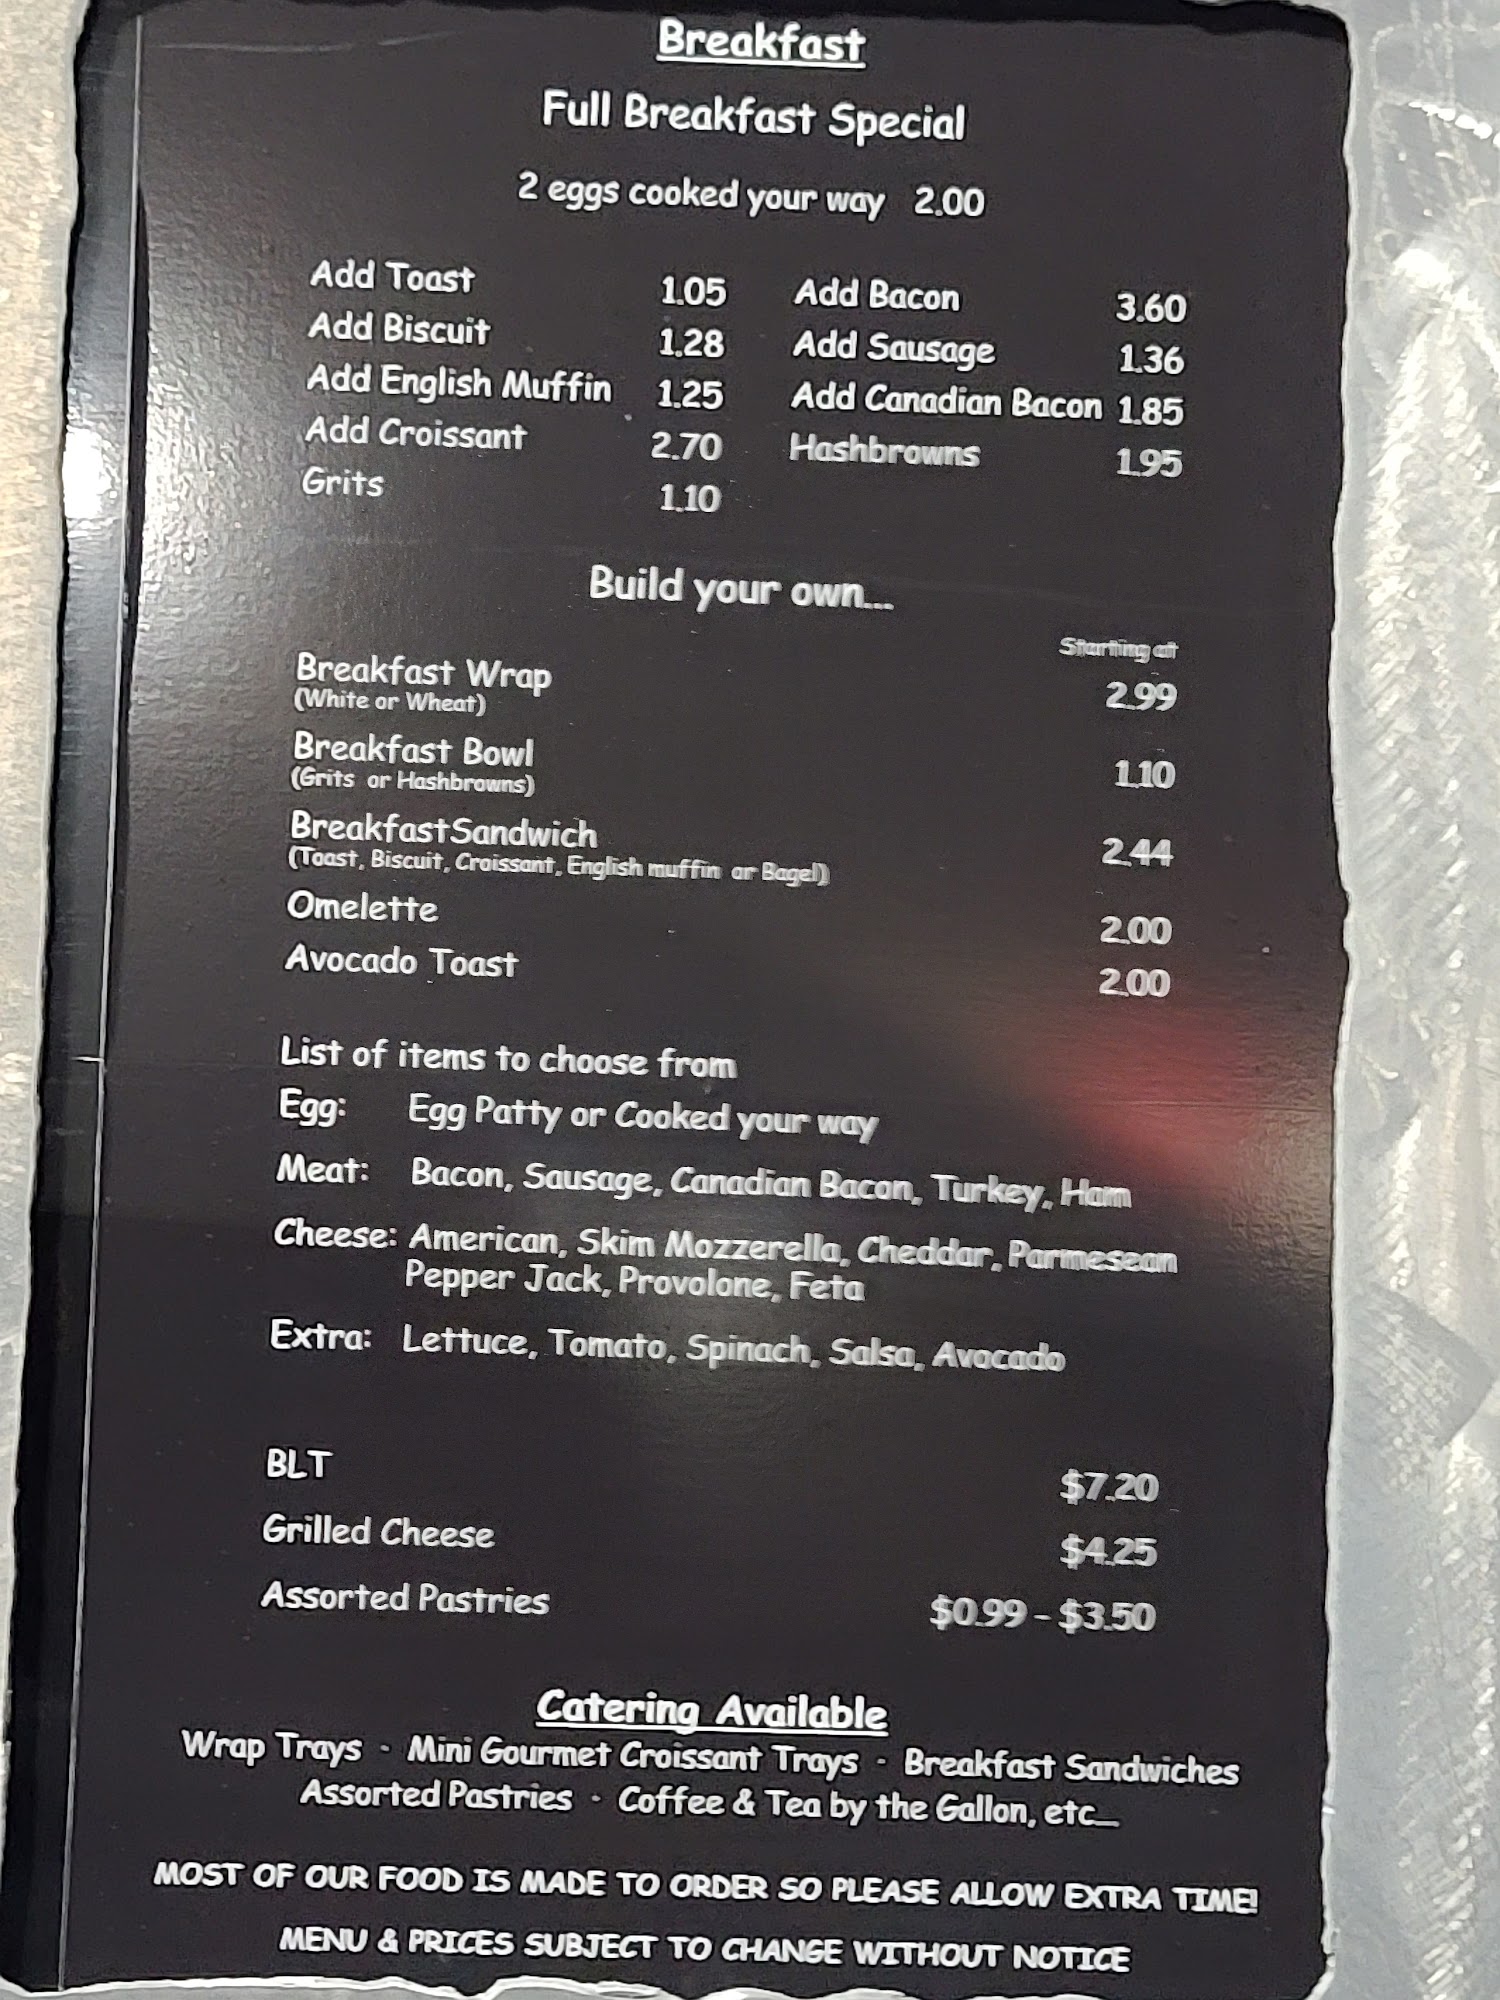 Breakfast
Full Breakfast Special
2 eggs cooked your way 2.00
Add Toast 1.05 Add Bacon 3.60
Add Biscuit 1.28 Add Sausage 1.36
Add English Muffin 1.25 Add Canadian Bacon 1.85
Add Croissant 2.70 Hashbrowns 1.95
Grits 1.10
Build your own...
Starting at
Breakfast Wrap 2.99
(White or Wheat)
Breakfast Bowl 1.10
(Grits or Hashbrowns)
BreakfastSandwich 2.44
(Toast, Biscuit, Croissant, English muffin or Bagel)
Omelette 2.00
Avocado Toast 2.00
List of items to choose from
Egg: Egg Patty or Cooked your way
Meat: Bacon, Sausage, Canadian Bacon, Turkey, Ham
Cheese: American, Skim Mozzerella, Cheddar, Parmesean
Pepper Jack, Provolone, Feta
Extra: Lettuce, Tomato, Spinach, Salsa, Avocado
BLT $7.20
Grilled Cheese $4.25
Assorted Pastries $0.99 - $3.50
Catering Available
Wrap Trays · Mini Gourmet Croissant Trays · Breakfast Sandwiches
Assorted Pastries · Coffee & Tea by the Gallon, etc...
MOST OF OUR FOOD IS MADE TO ORDER SO PLEASE ALLOW EXTRA TIME!
MENU & PRICES SUBJECT TO CHANGE WITHOUT NOTICE